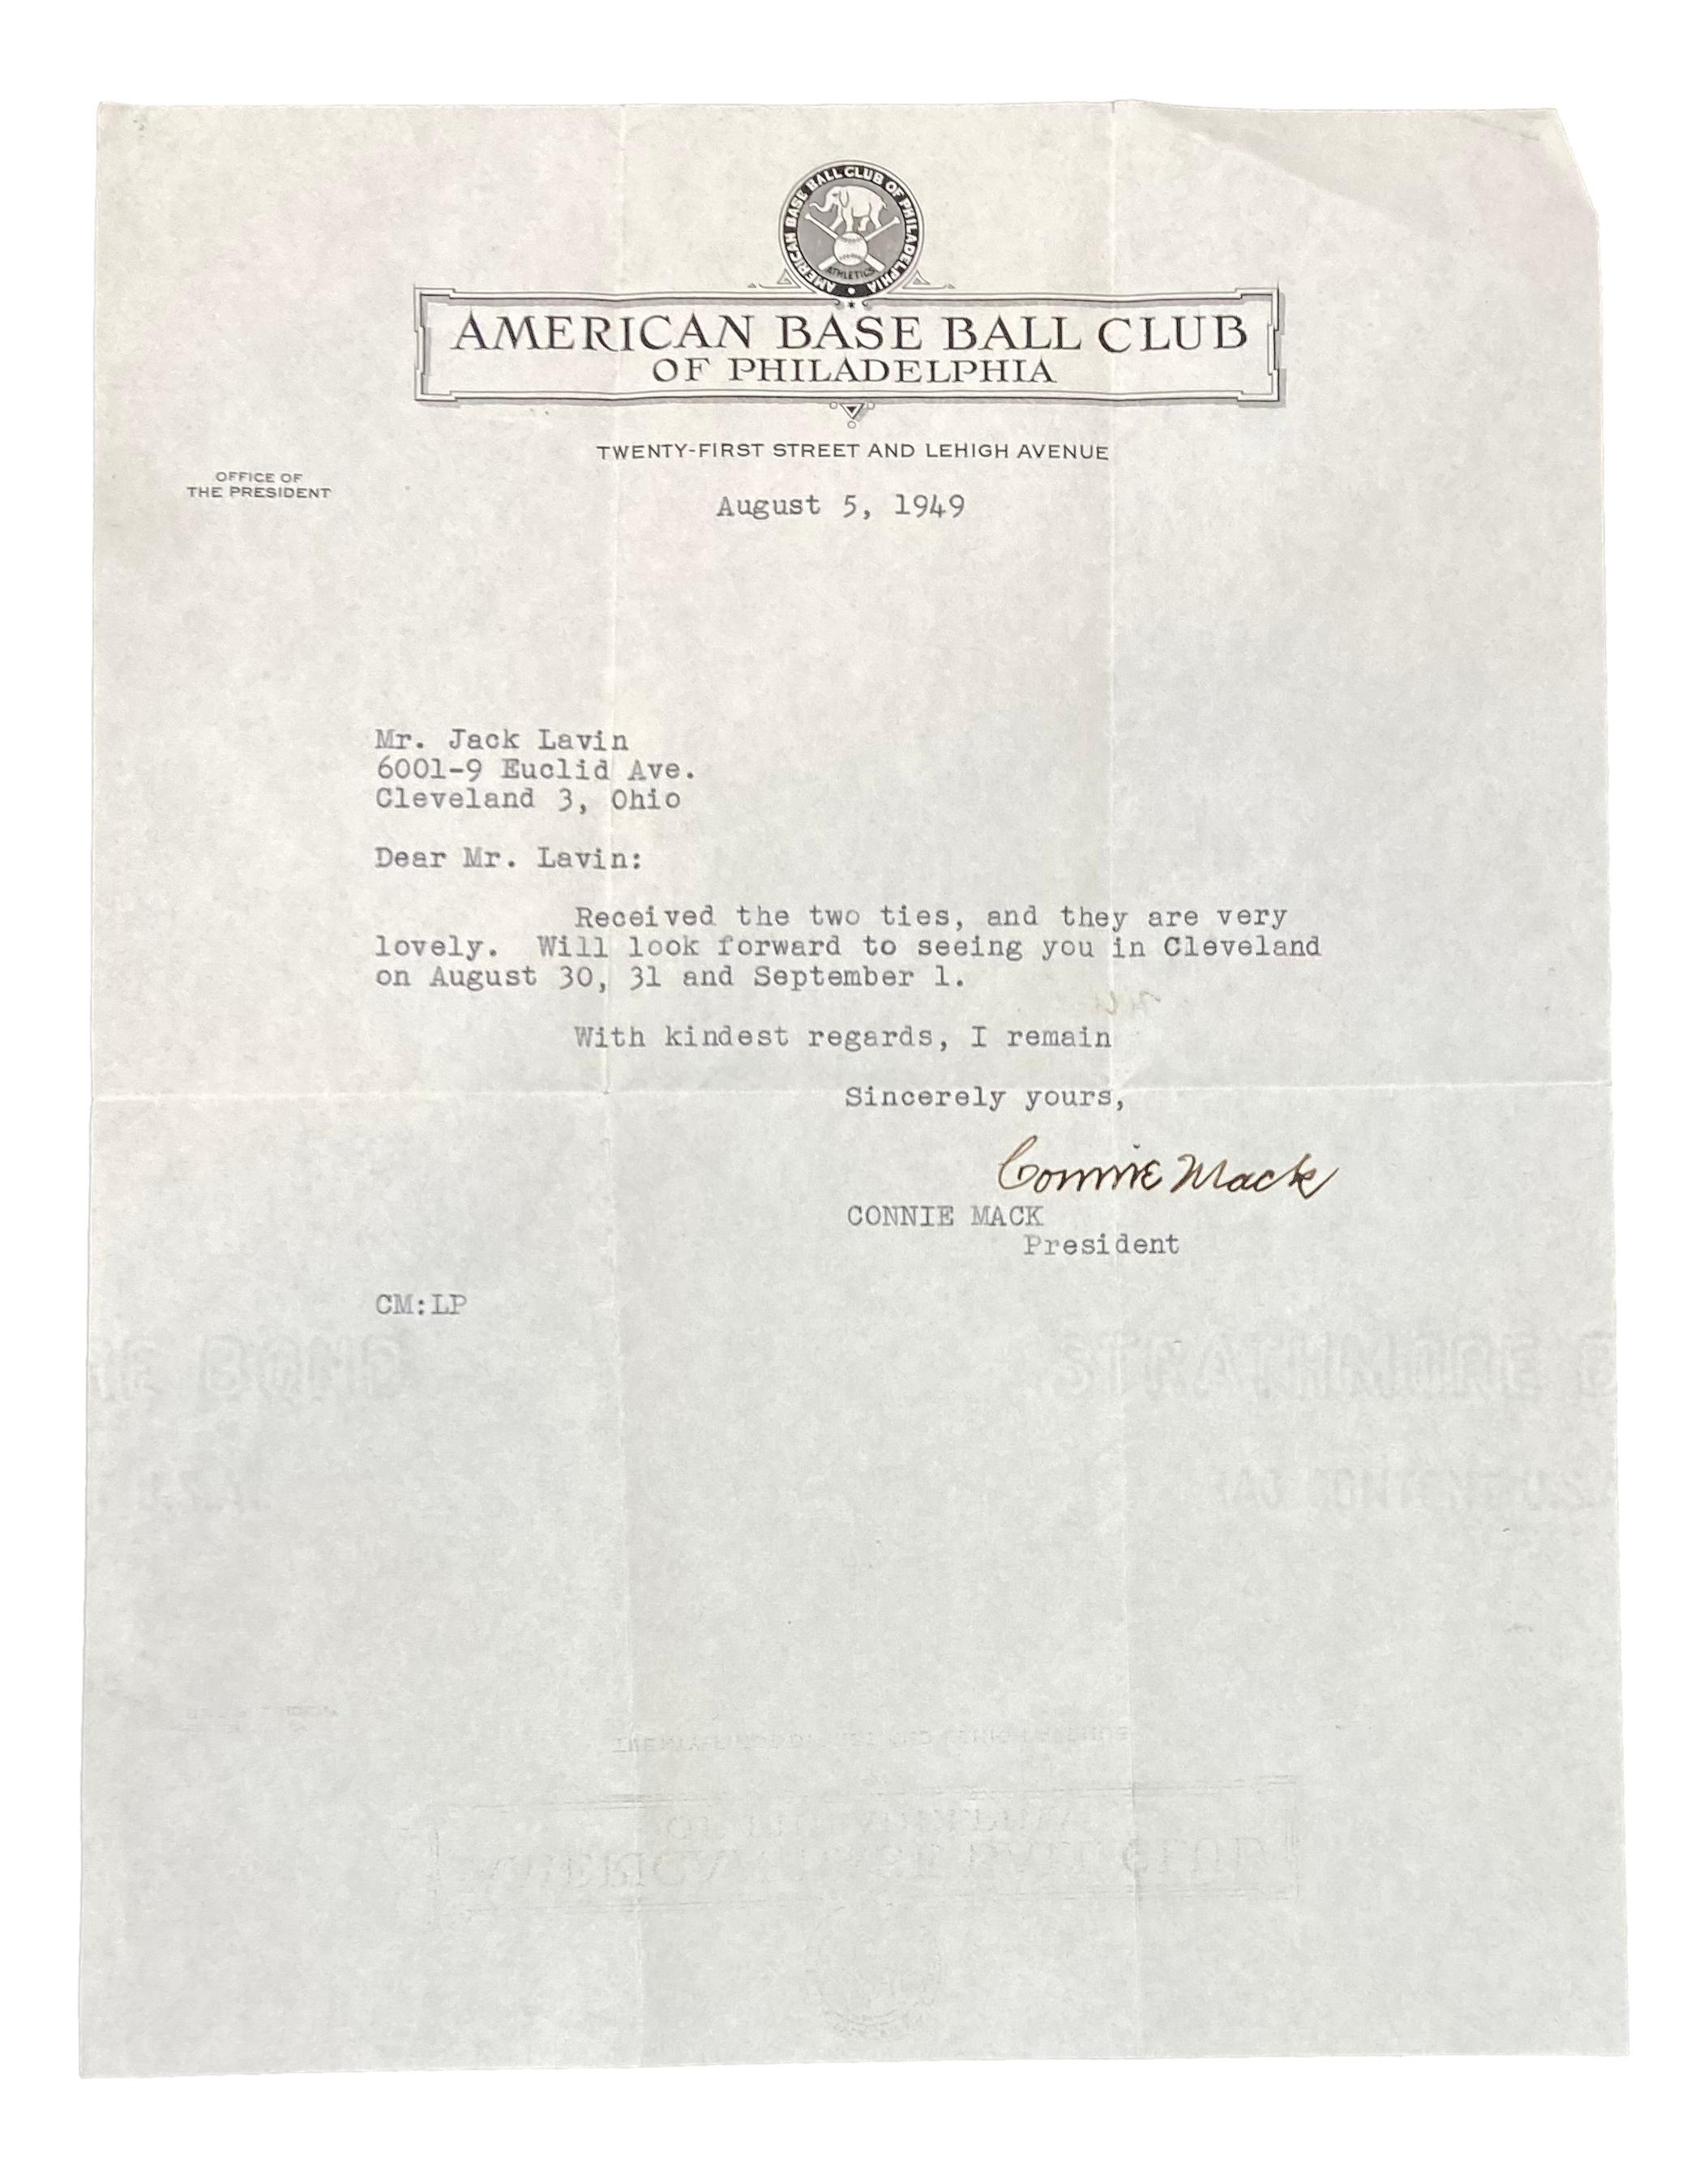 AMERICAN BASE BALL CLUB OF PHILADELPHIA
ATHLETICS
AMERICAN BASE BALL CLUB
OF PHILADELPHIA
TWENTY-FIRST STREET AND LEHIGH AVENUE
OFFICE OF
THE PRESIDENT
August 5, 1949
Mr. Jack Lavin
6001-9 Euclid Ave.
Cleveland 3, Ohio
Dear Mr. Lavin:
Received the two ties, and they are very
lovely. Will look forward to seeing you in Cleveland
on August 30, 31 and September 1.
With kindest regards, I remain
Sincerely yours,
Connie Mack
CONNIE MACK
President
CM:LP
BOND STRATHMORE